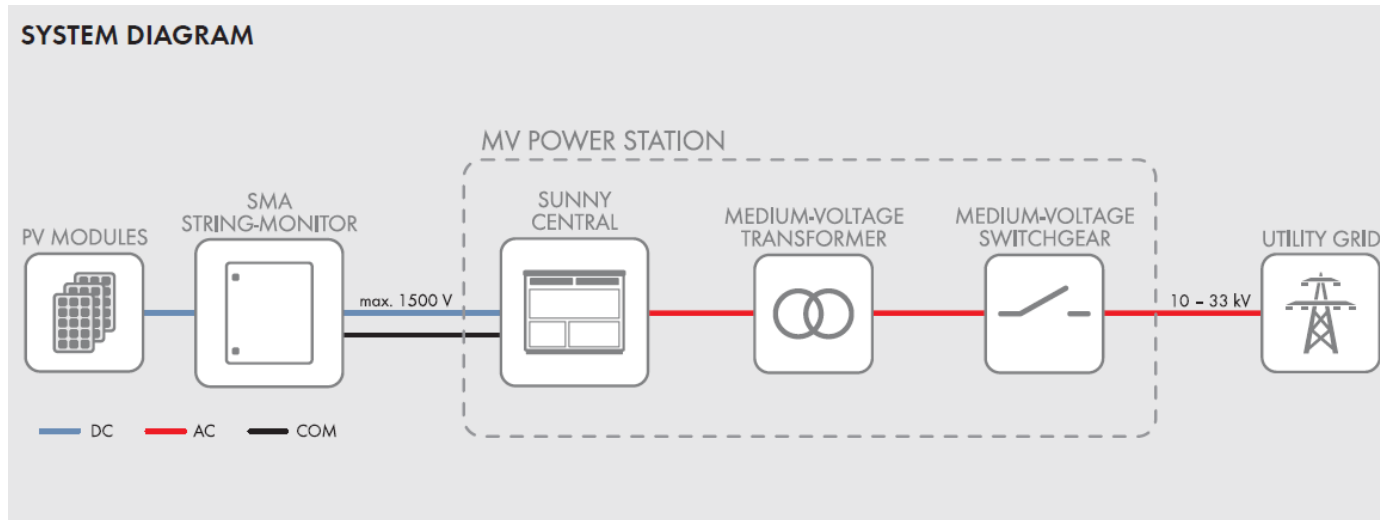 SYSTEM DIAGRAM
MV POWER STATION
PV MODULES
SMA
STRING-MONITOR
max. 1500 V
SUNNY
CENTRAL
MEDIUM-VOLTAGE
TRANSFORMER
MEDIUM-VOLTAGE
SWITCHGEAR
10 – 33 kV
UTILITY GRID
DC
AC
COM